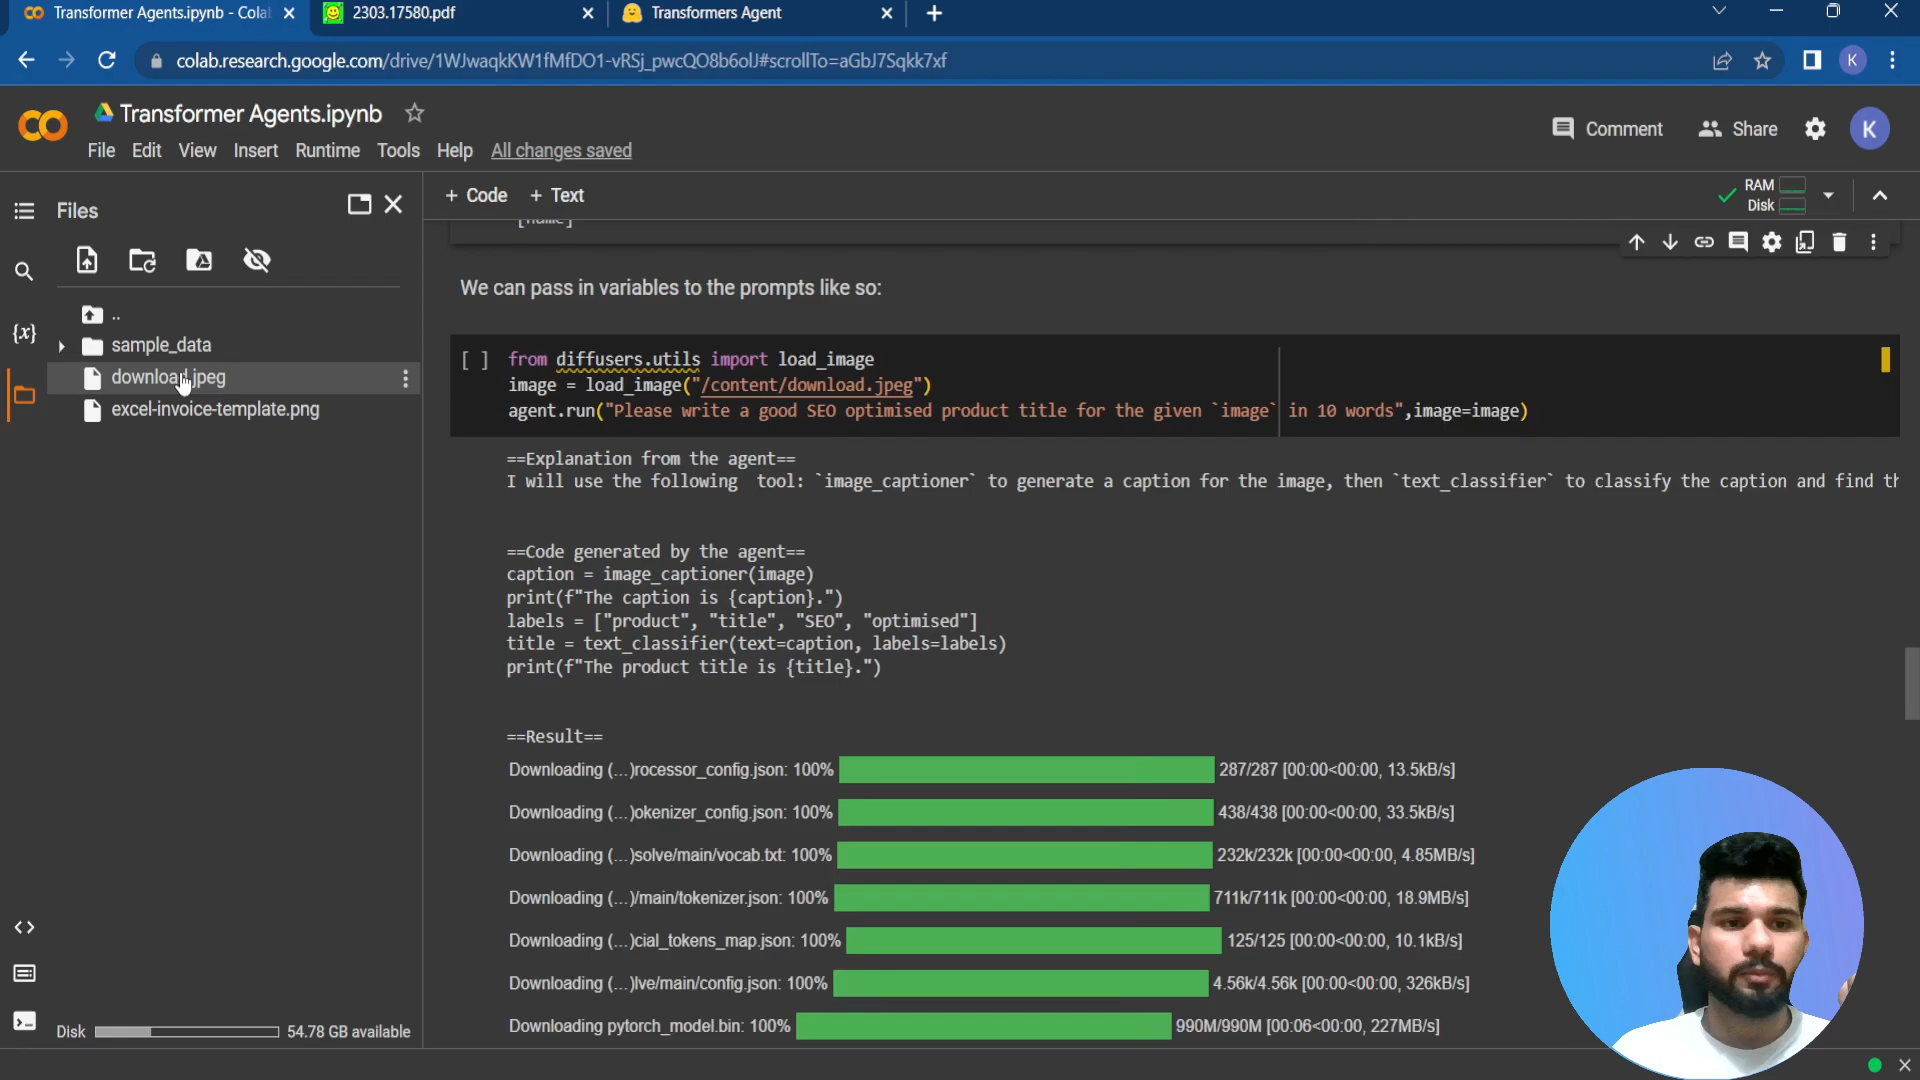 Transformer Agents.ipynb - Cola
2303.17580.pdf
Transformers Agent
colab.research.google.com/drive/1WJwaqkKW1fMfDO1-vRSj_pwcQO8b6olJ#scrollTo=aGbJ7Sqkk7xf
K
Transformer Agents.ipynb
Comment
Share
K
File Edit View Insert Runtime Tools Help All changes saved
Files
+ Code + Text
RAM
Disk
{x}
..
sample_data
download.jpeg
excel-invoice-template.png
Disk 54.78 GB available
We can pass in variables to the prompts like so:
[ ] from diffusers.utils import load_image
image = load_image("/content/download.jpeg")
agent.run("Please write a good SEO optimised product title for the given `image` in 10 words",image=image)
==Explanation from the agent==
I will use the following  tool: `image_captioner` to generate a caption for the image, then `text_classifier` to classify the caption and find th
==Code generated by the agent==
caption = image_captioner(image)
print(f"The caption is {caption}.")
labels = ["product", "title", "SEO", "optimised"]
title = text_classifier(text=caption, labels=labels)
print(f"The product title is {title}.")
==Result==
Downloading (...)rocessor_config.json: 100% 287/287 [00:00<00:00, 13.5kB/s]
Downloading (...)okenizer_config.json: 100% 438/438 [00:00<00:00, 33.5kB/s]
Downloading (...)solve/main/vocab.txt: 100% 232k/232k [00:00<00:00, 4.85MB/s]
Downloading (...)/main/tokenizer.json: 100% 711k/711k [00:00<00:00, 18.9MB/s]
Downloading (...)cial_tokens_map.json: 100% 125/125 [00:00<00:00, 10.1kB/s]
Downloading (...)lve/main/config.json: 100% 4.56k/4.56k [00:00<00:00, 326kB/s]
Downloading pytorch_model.bin: 100% 990M/990M [00:06<00:00, 227MB/s]